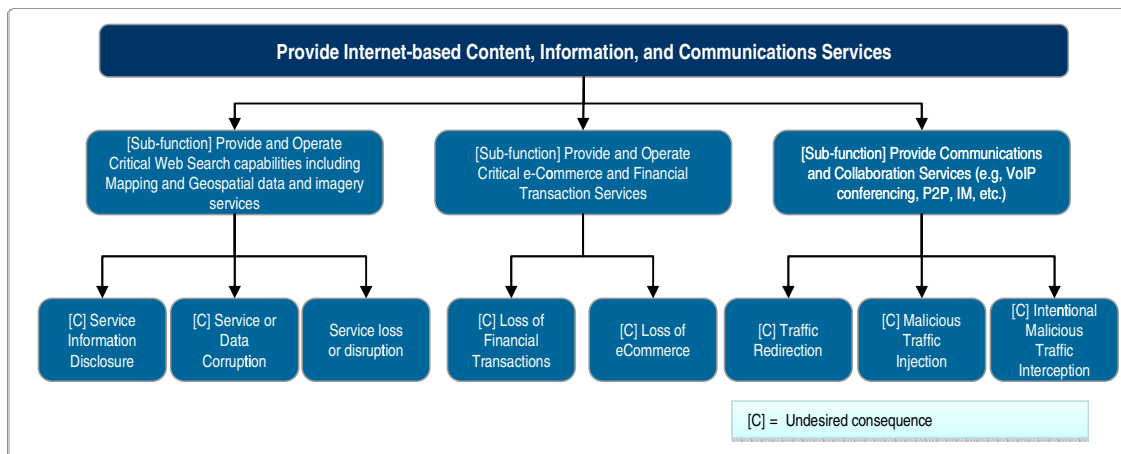 Provide Internet-based Content, Information, and Communications Services
[Sub-function] Provide and Operate
Critical Web Search capabilities including
Mapping and Geospatial data and imagery
services
[Sub-function] Provide and Operate
Critical e-Commerce and Financial
Transaction Services
[Sub-function] Provide Communications
and Collaboration Services (e.g, VoIP
conferencing, P2P, IM, etc.)
[C] Service
Information
Disclosure
[C] Service or
Data
Corruption
Service loss
or disruption
[C] Loss of
Financial
Transactions
[C] Loss of
eCommerce
[C] Traffic
Redirection
[C] Malicious
Traffic
Injection
[C] Intentional
Malicious
Traffic
Interception
[C] = Undesired consequence